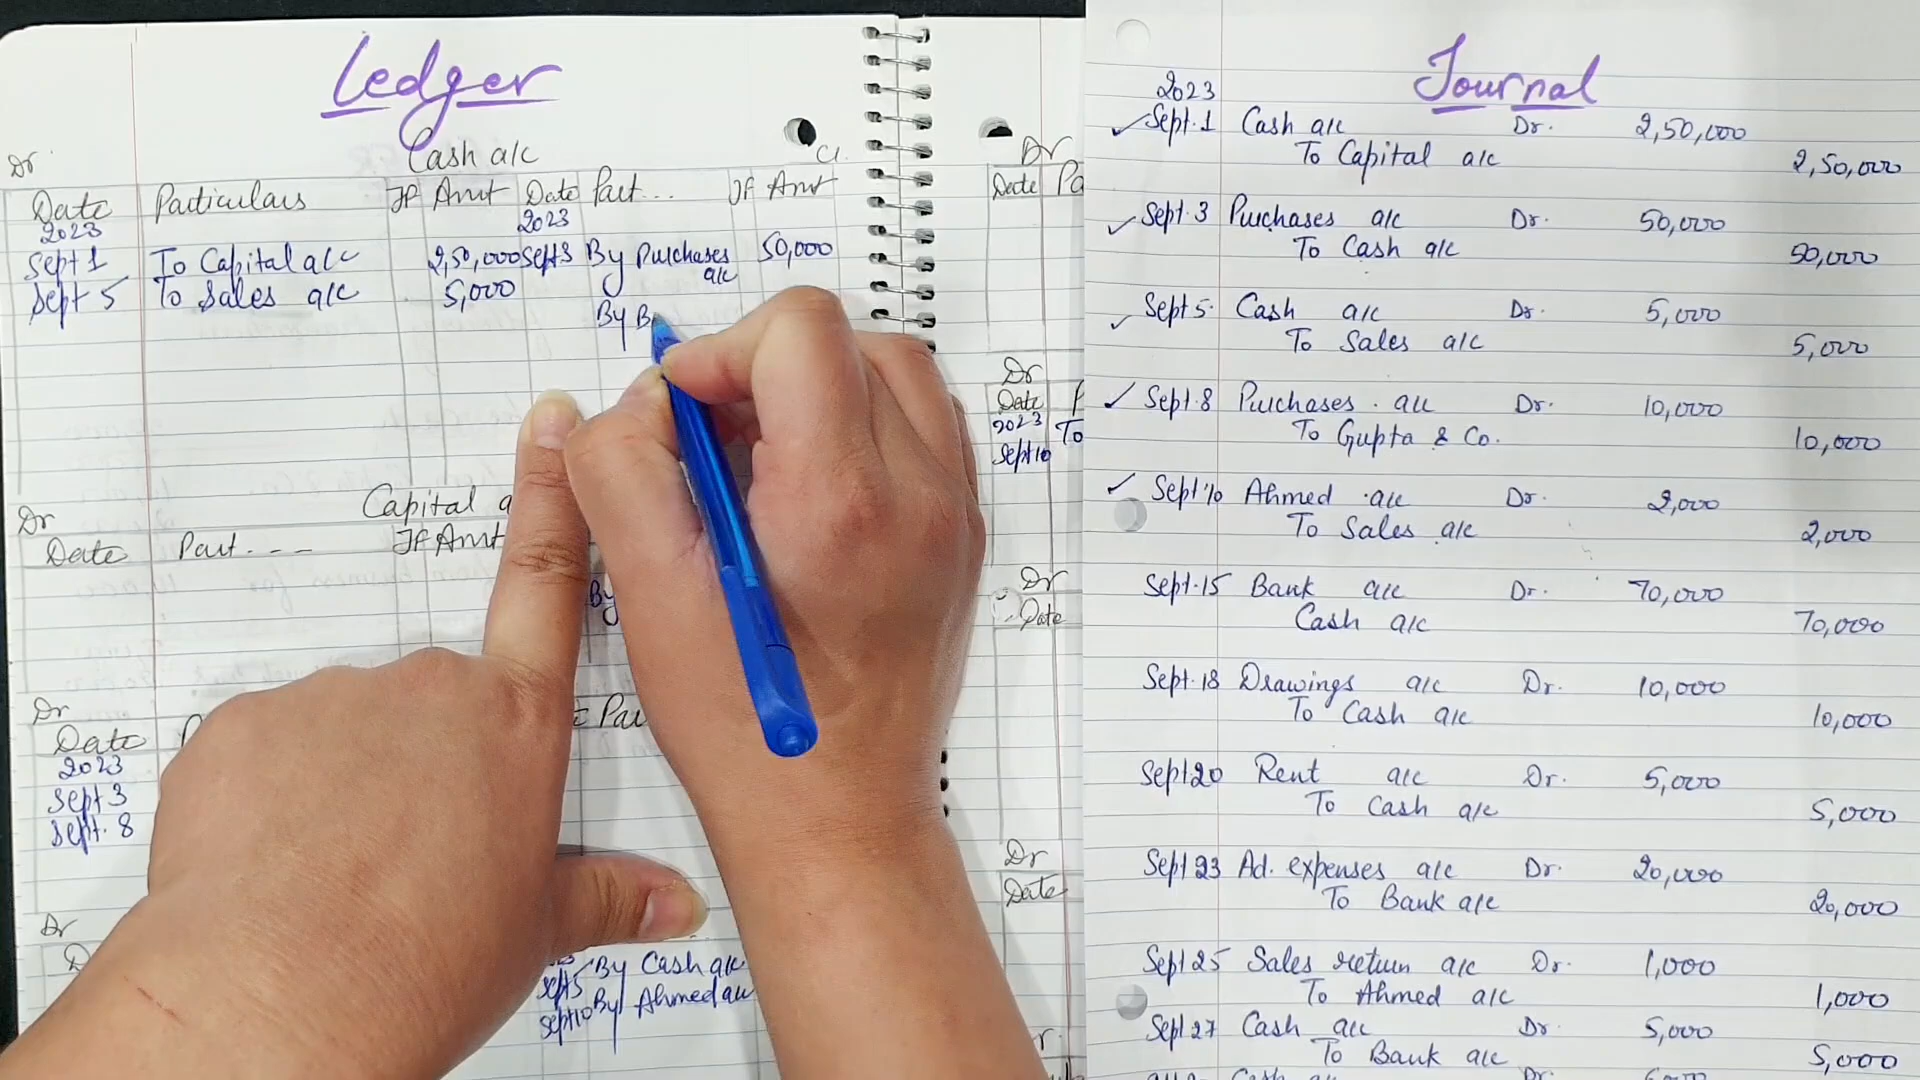 Ledger
Cash a/c
Dr
Date Particulars JF Amt Date Part... JF Amt
2023 2023
Sept 1 To Capital a/c 2,50,000 Sept 3 By Purchases a/c 50,000
Sept 5 To Sales a/c 5,000
By B
Capital a
Dr
Date Part--- JF Amt
By
Dr
Date
2023
Sept 3
Sept. 8
Dr
D
Sept 5 By Cash a/c
Sept 10 By Ahmed a/c
Dr
Date Pa
Dr
Date P
2023 To
Sept 10
Dr
Date
Dr
Date
Journal
2023
Sept. 1 Cash a/c Dr. 2,50,000
To Capital a/c 2,50,000
Sept. 3 Purchases a/c Dr. 50,000
To Cash a/c 50,000
Sept 5. Cash a/c Dr. 5,000
To Sales a/c 5,000
Sept. 8 Purchases. a/c Dr. 10,000
To Gupta & Co. 10,000
Sept. 10 Ahmed a/c Dr. 2,000
To Sales a/c 2,000
Sept. 15 Bank a/c Dr. 70,000
Cash a/c 70,000
Sept. 18 Drawings a/c Dr. 10,000
To Cash a/c 10,000
Sept 20 Rent a/c Dr. 5,000
To Cash a/c 5,000
Sept 23 Ad. expenses a/c Dr. 20,000
To Bank a/c 20,000
Sept 25 Sales return a/c Dr. 1,000
To Ahmed a/c 1,000
Sept 27 Cash a/c Dr. 5,000
To Bank a/c 5,000